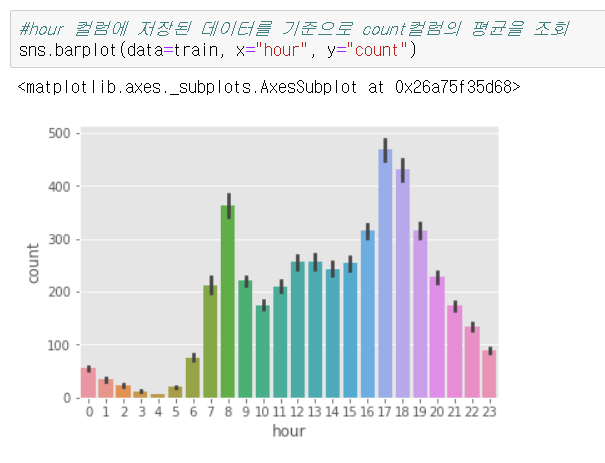 #hour 컬럼에 저장된 데이터를 기준으로 count컬럼의 평균을 조회
sns.barplot(data=train, x="hour", y="count")
<matplotlib.axes._subplots.AxesSubplot at 0x26a75f35d68>
500
400
300
200
100
0
count
0 1 2 3 4 5 6 7 8 9 10 11 12 13 14 15 16 17 18 19 20 21 22 23
hour